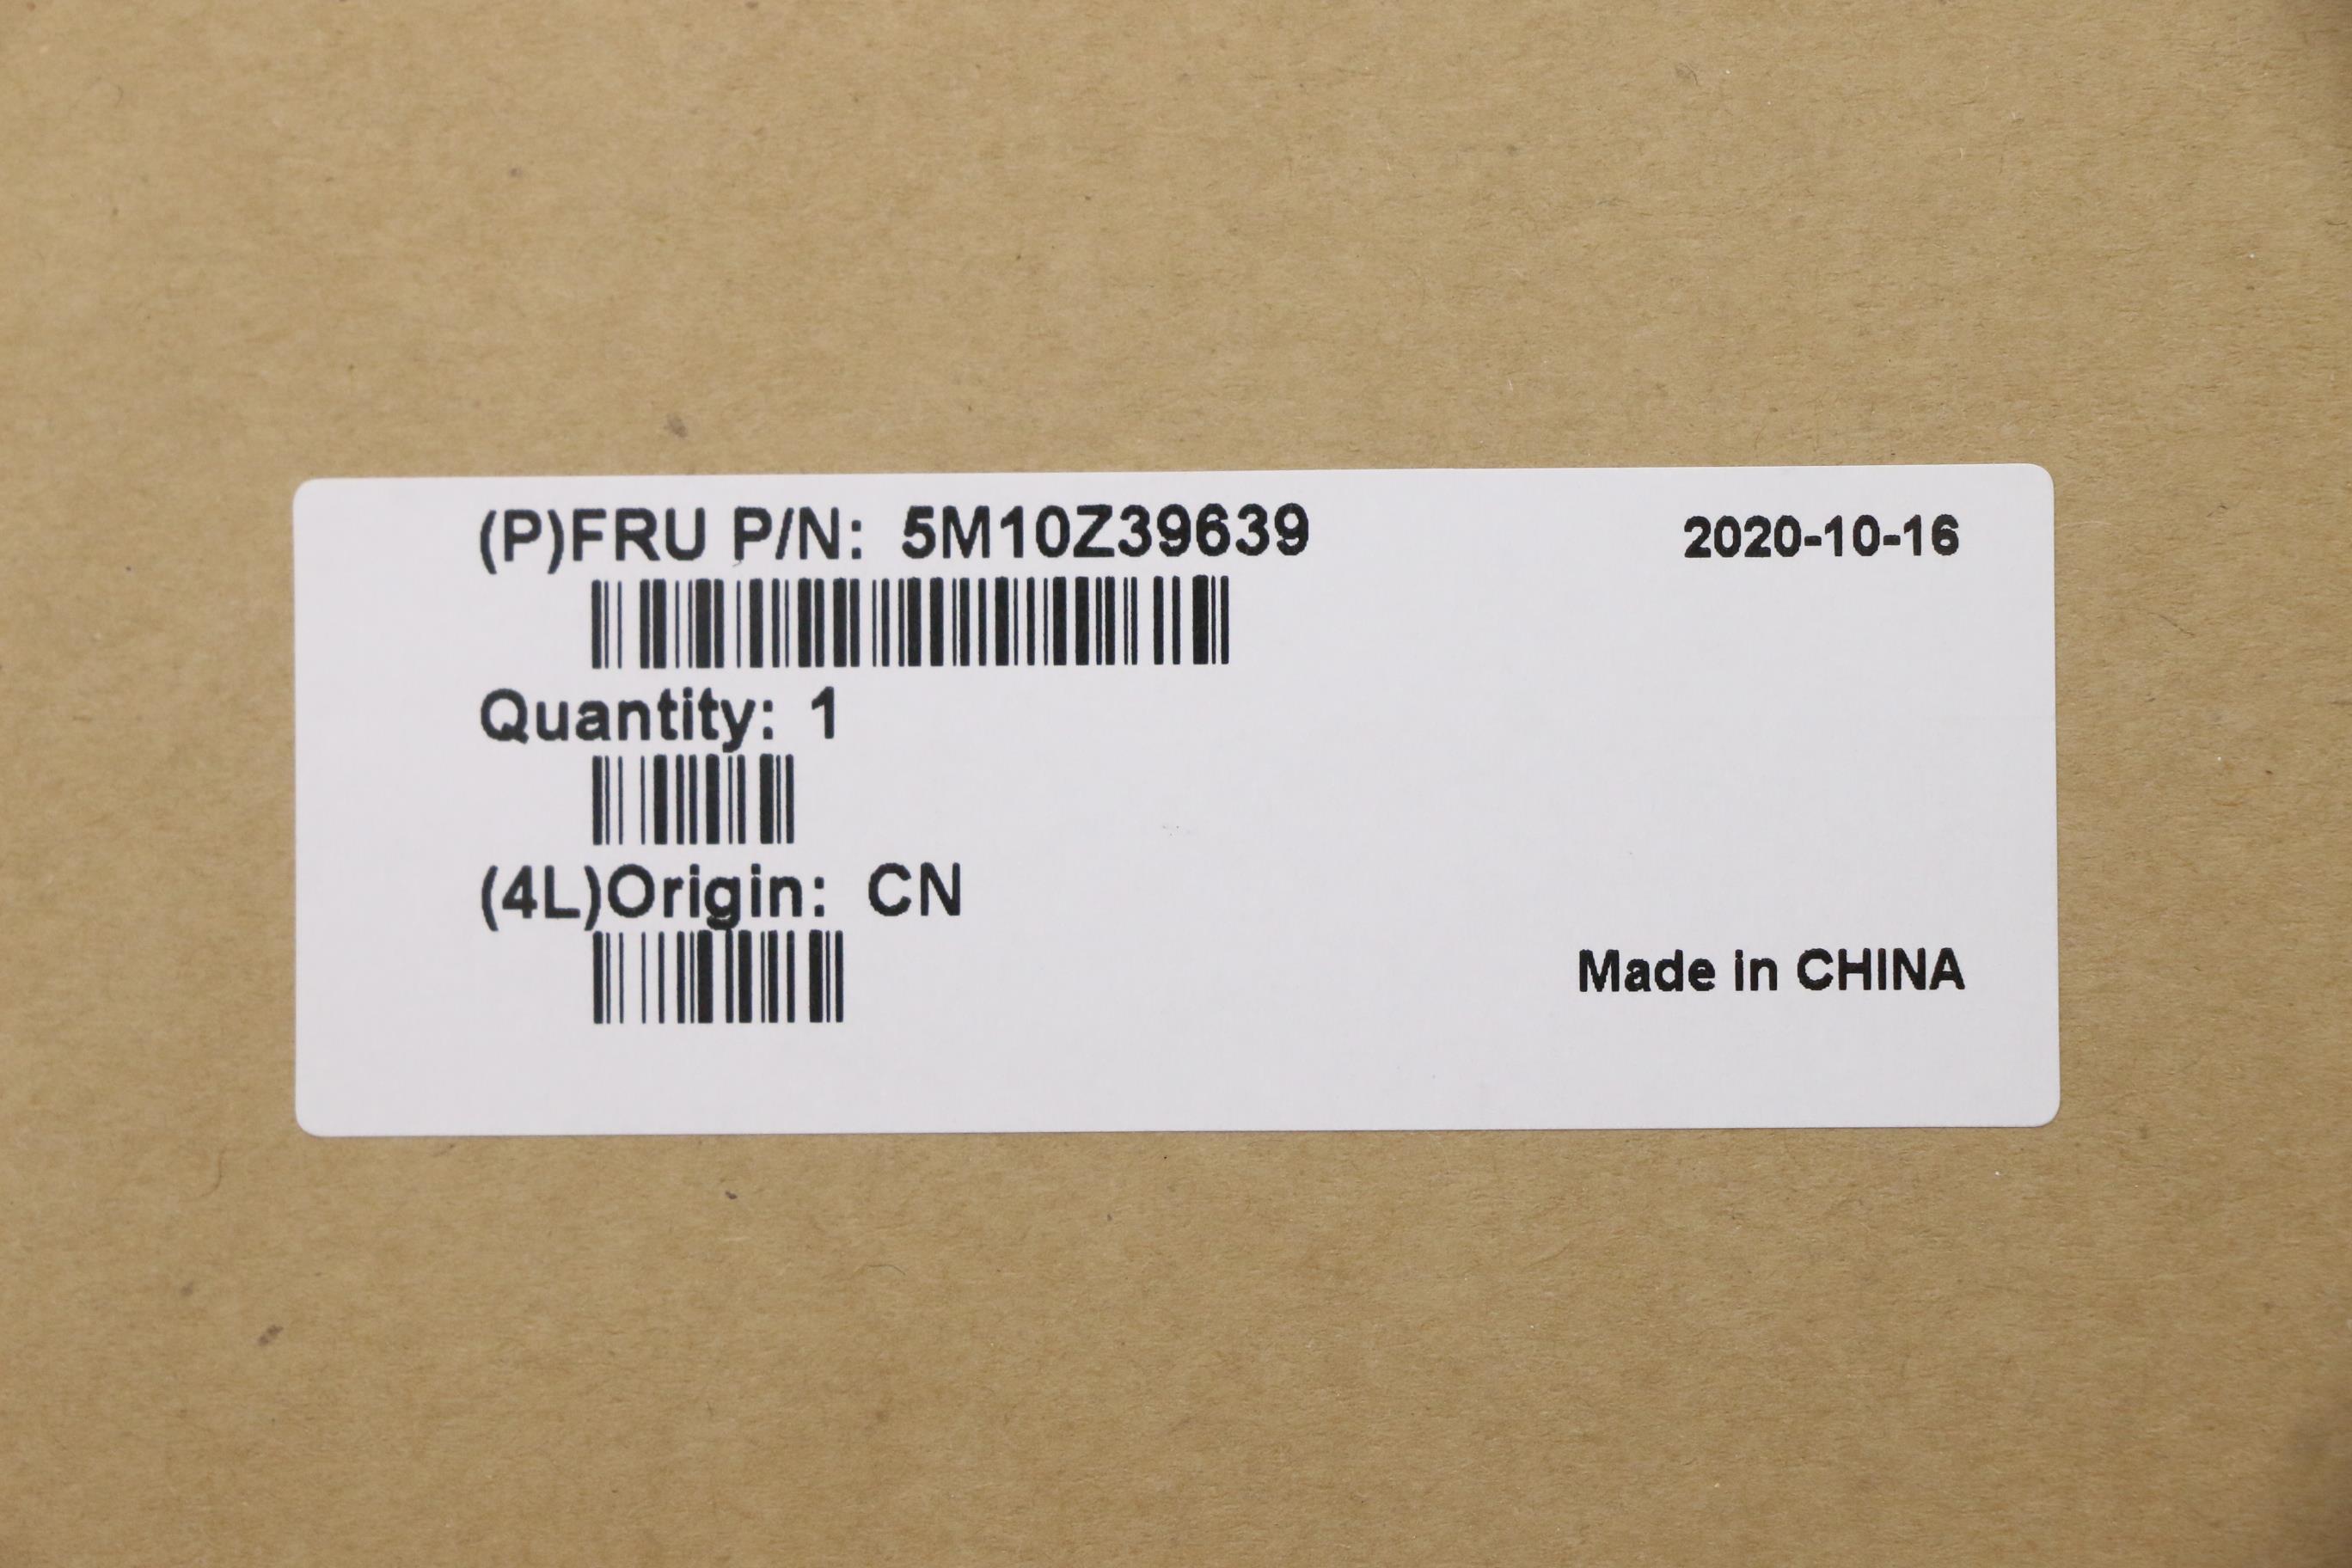 (P)FRU P/N: 5M10Z39639
2020-10-16
Quantity: 1
(4L)Origin: CN
Made in CHINA